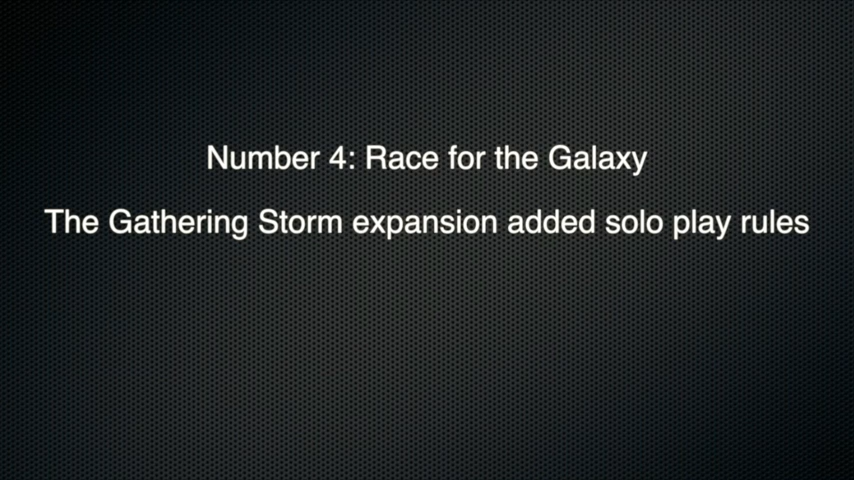 Number 4: Race for the Galaxy
The Gathering Storm expansion added solo play rules